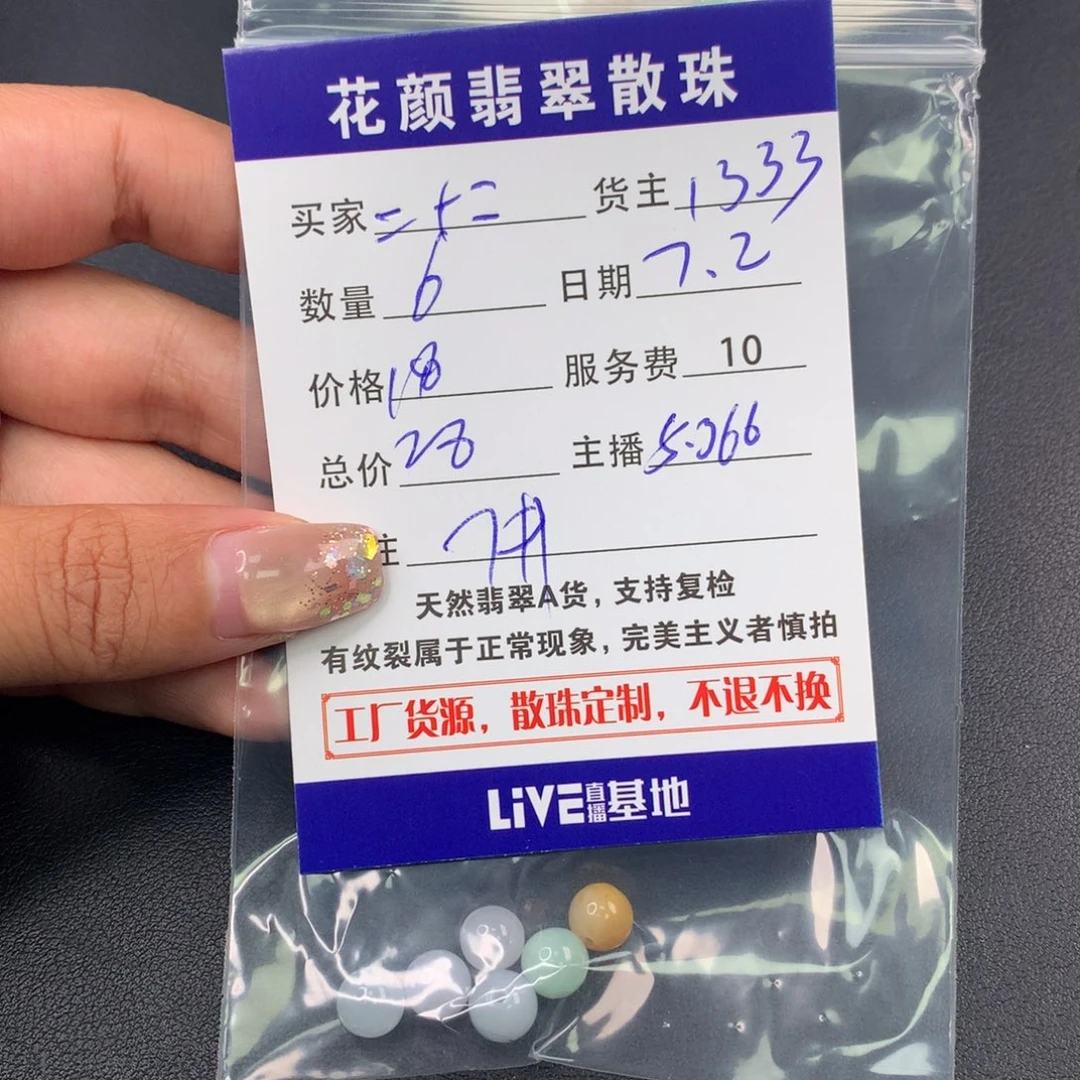 花颜翡翠散珠
买家 二十二 货主 1333
数量 6 日期 7.2
价格 18 服务费 10
总价 28 主播
注
天然翡翠A货，支持复检
有纹裂属于正常现象，完美主义者慎拍
工厂货源，散珠定制，不退不换
LiVE直播基地